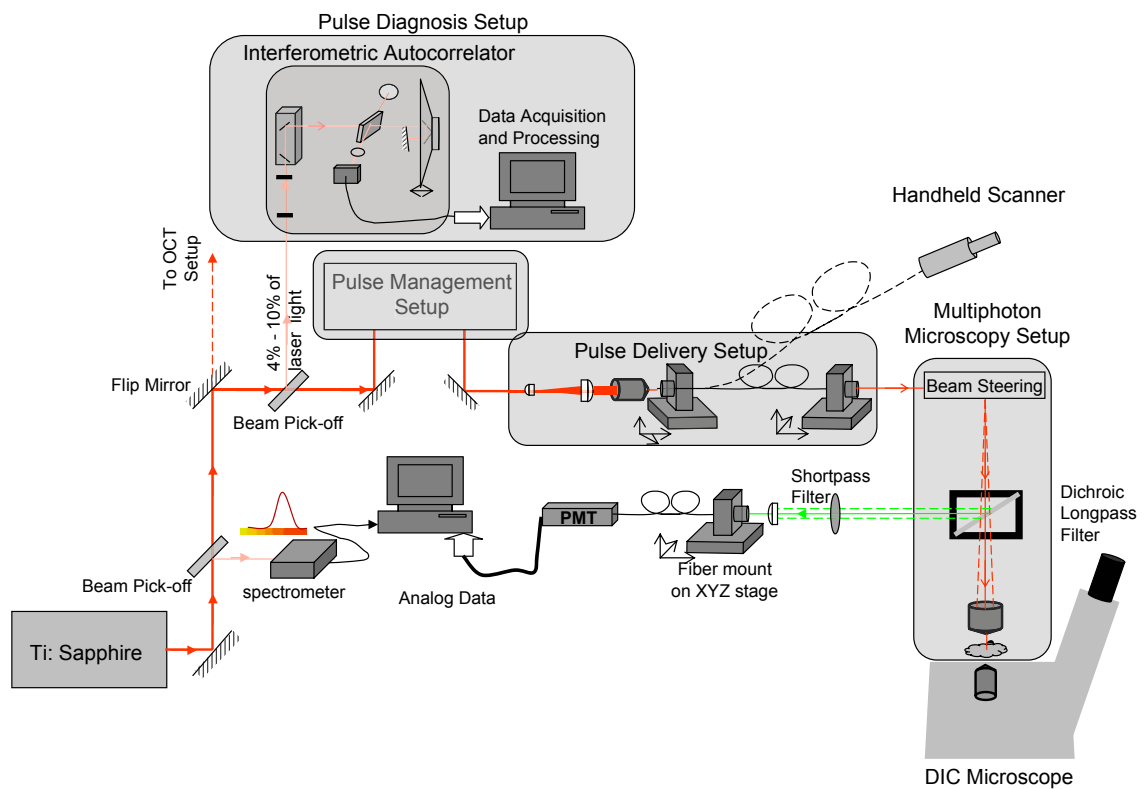 Pulse Diagnosis Setup
Interferometric Autocorrelator
Data Acquisition
and Processing
Handheld Scanner
To OCT
Setup
4% - 10% of
laser light
Pulse Management
Setup
Multiphoton
Microscopy Setup
Pulse Delivery Setup
Flip Mirror
Beam Steering
Beam Pick-off
Shortpass
Filter
Dichroic
Longpass
Filter
PMT
Beam Pick-off
spectrometer
Analog Data
Fiber mount
on XYZ stage
Ti: Sapphire
DIC Microscope